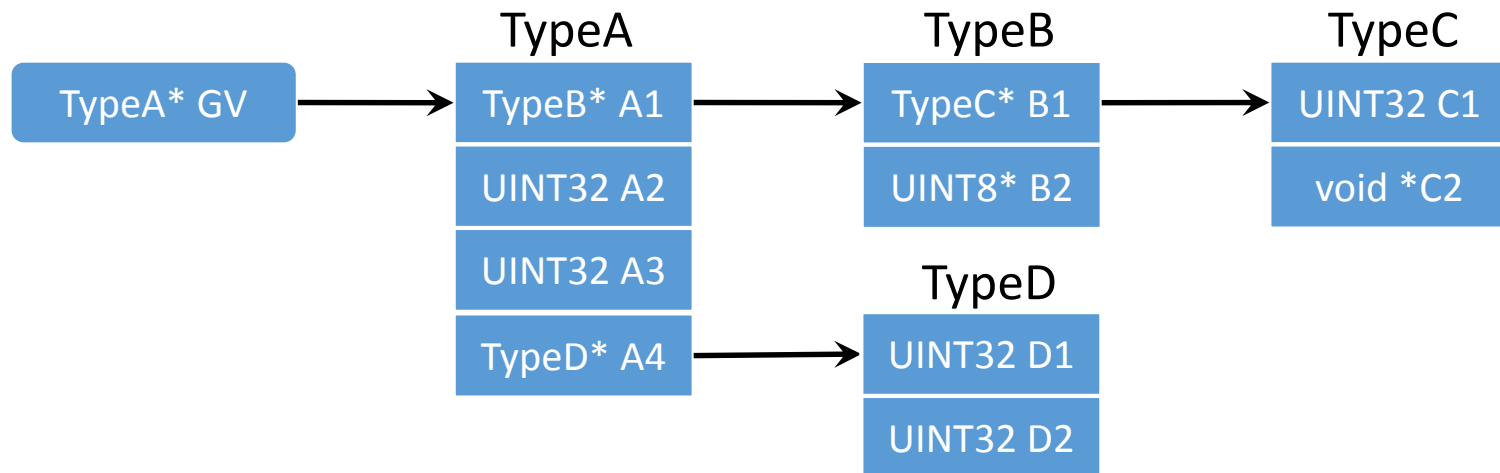 TypeA
TypeB
TypeC
TypeA* GV
TypeB* A1
TypeC* B1
UINT32 C1
UINT32 A2
UINT8* B2
void *C2
UINT32 A3
TypeD
TypeD* A4
UINT32 D1
UINT32 D2